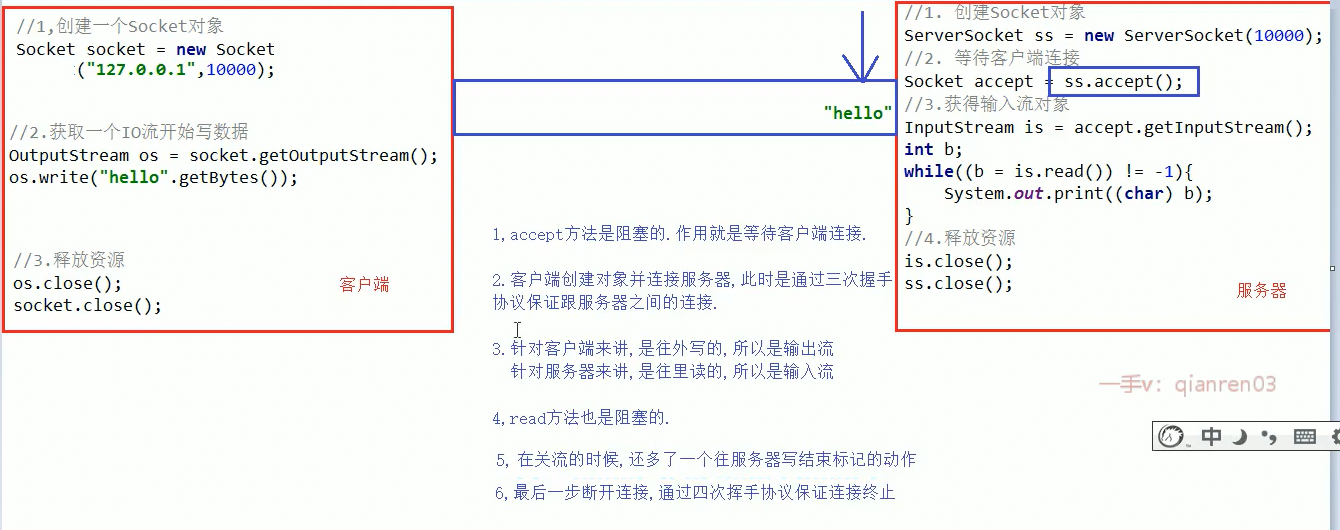 //1,创建一个Socket对象
Socket socket = new Socket
("127.0.0.1",10000);
//2.获取一个IO流开始写数据
OutputStream os = socket.getOutputStream();
os.write("hello".getBytes());
//3.释放资源
os.close();
socket.close();
客户端
"hello"
//1. 创建Socket对象
ServerSocket ss = new ServerSocket(10000);
//2. 等待客户端连接
Socket accept = ss.accept();
//3.获得输入流对象
InputStream is = accept.getInputStream();
int b;
while((b = is.read()) != -1){
System.out.print((char) b);
}
//4.释放资源
is.close();
ss.close();
服务器
1,accept方法是阻塞的.作用就是等待客户端连接.
2.客户端创建对象并连接服务器,此时是通过三次握手
协议保证跟服务器之间的连接.
3.针对客户端来讲,是往外写的,所以是输出流
针对服务器来讲,是往里读的,所以是输入流
4,read方法也是阻塞的.
5, 在关流的时候,还多了一个往服务器写结束标记的动作
6,最后一步断开连接,通过四次挥手协议保证连接终止
一手v：qianren03
中